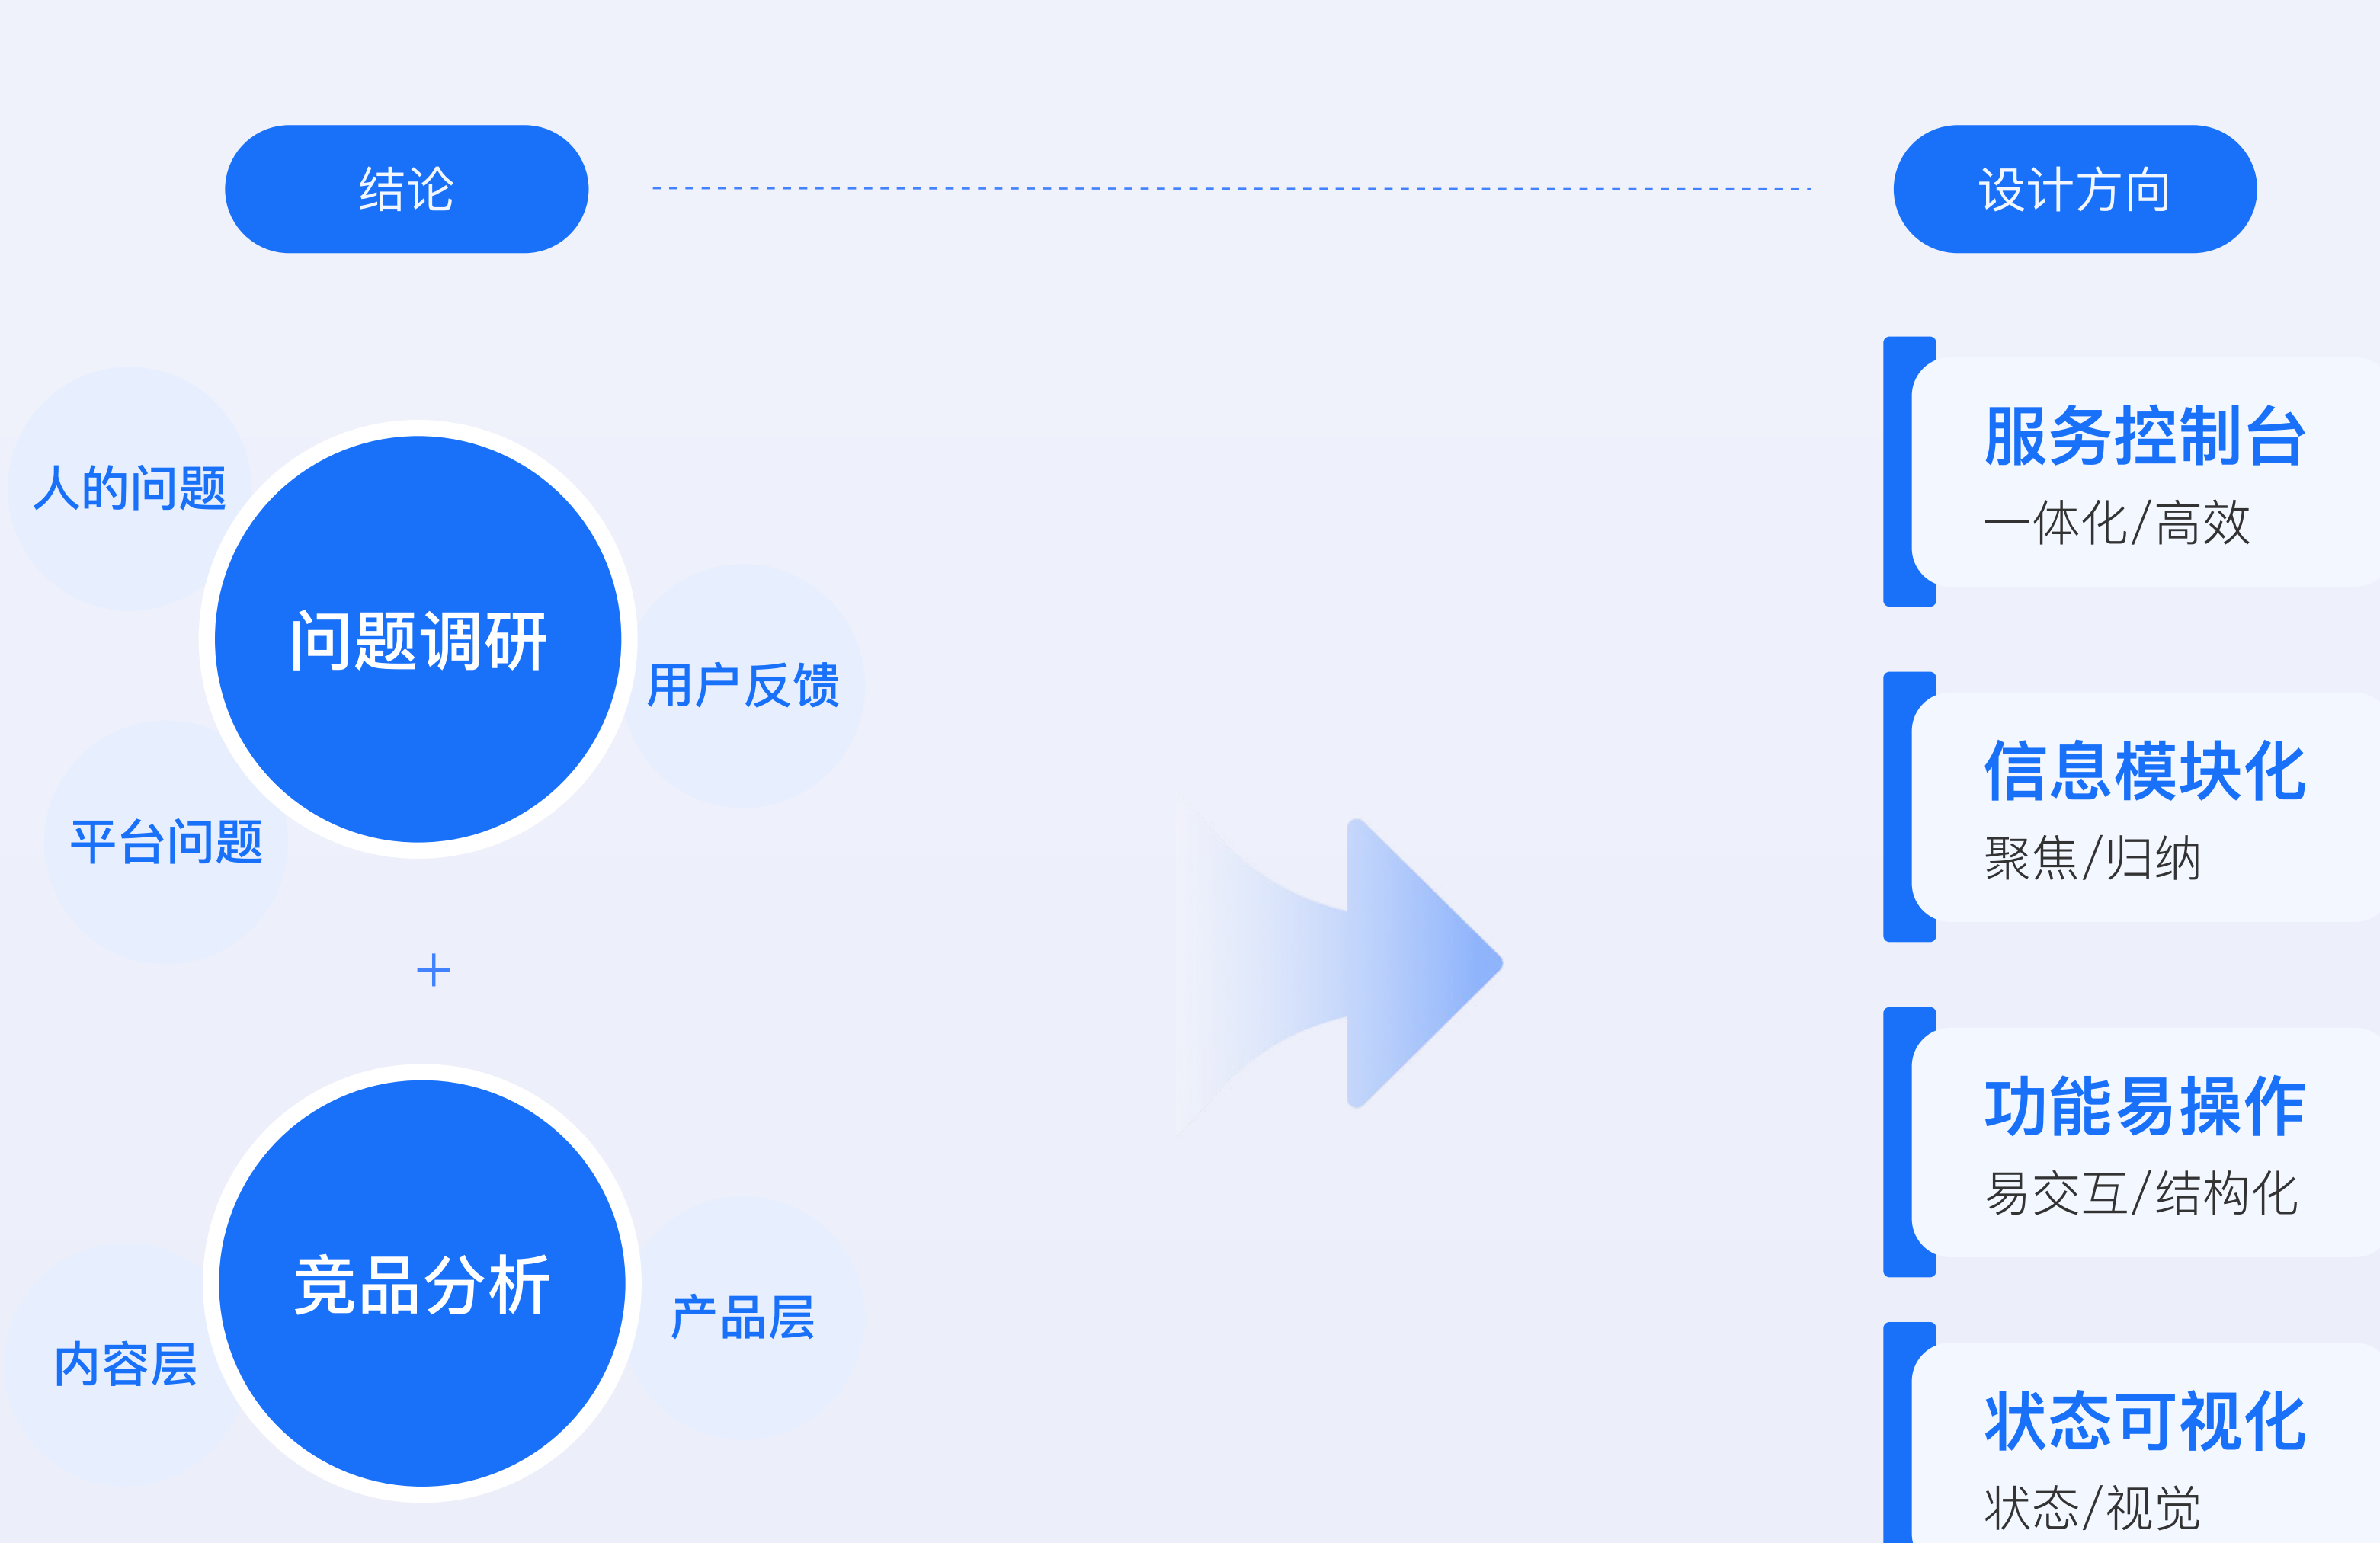 结论
设计方向
人的问题
问题调研
用户反馈
平台问题
+
竞品分析
产品层
内容层
服务控制台
一体化/高效
信息模块化
聚焦/归纳
功能易操作
易交互/结构化
状态可视化
状态/视觉